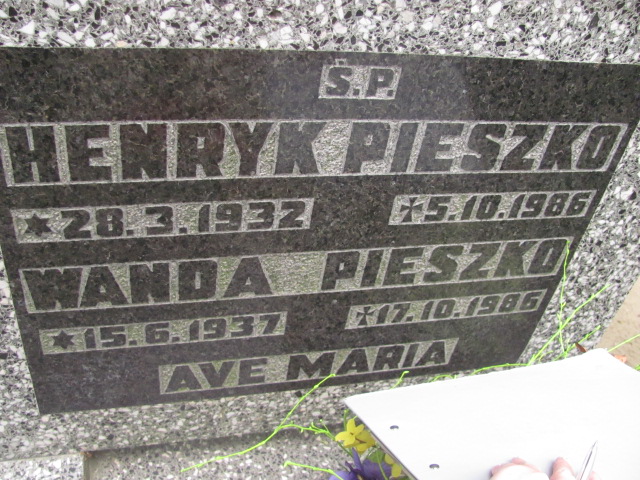 Ś.P.
HENRYK PIESZKO
★28.3.1932 ✝5.10.1986
WANDA PIESZKO
★15.6.1937 ✝17.10.1986
AVE MARIA